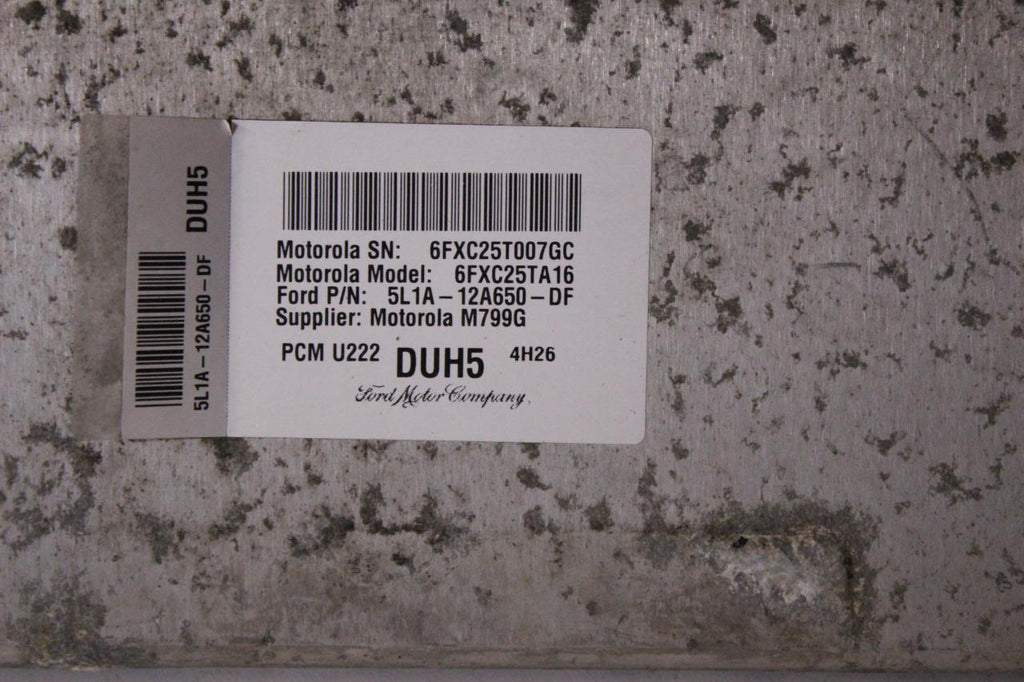 DUH5
5L1A-12A650-DF
Motorola SN: 6FXC25T007GC
Motorola Model: 6FXC25TA16
Ford P/N: 5L1A-12A650-DF
Supplier: Motorola M799G
PCM U222 DUH5 4H26
Ford Motor Company,